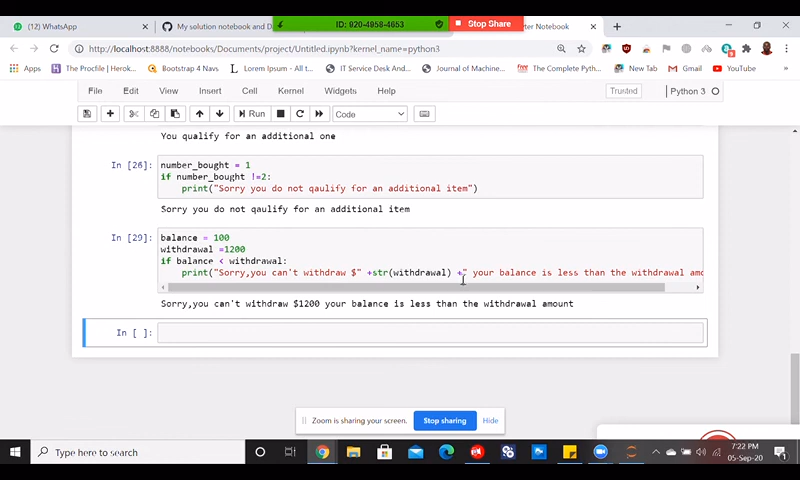 (12) WhatsApp
My solution notebook and D
ID: 920-4958-4653
Stop Share
ter Notebook
http://localhost:8888/notebooks/Documents/project/Untitled.ipynb?kernel_name=python3
Apps
The Procfile | Herok...
Bootstrap 4 Navs
Lorem Ipsum - All t...
IT Service Desk And...
Journal of Machine...
The Complete Pytho...
New Tab
Gmail
YouTube
File Edit View Insert Cell Kernel Widgets Help
Trusted
Python 3
Run
Code
You qualify for an additional one
In [26]:
number_bought = 1
if number_bought !=2:
print("Sorry you do not qaulify for an additional item")
Sorry you do not qaulify for an additional item
In [29]:
balance = 100
withdrawal =1200
if balance < withdrawal:
print("Sorry,you can't withdraw $" +str(withdrawal) +" your balance is less than the withdrawal amo
Sorry,you can't withdraw $1200 your balance is less than the withdrawal amount
In [ ]:
Zoom is sharing your screen.
Stop sharing
Hide
Type here to search
7:22 PM
05-Sep-20